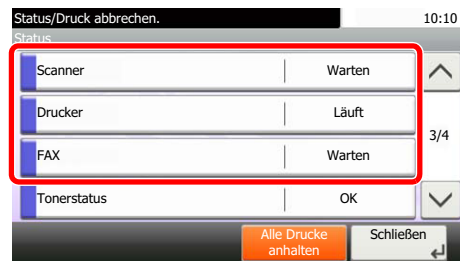 Status/Druck abbrechen. 10:10
Status
Scanner Warten
Drucker Läuft
3/4
FAX Warten
Tonerstatus OK
Alle Drucke anhalten Schließen